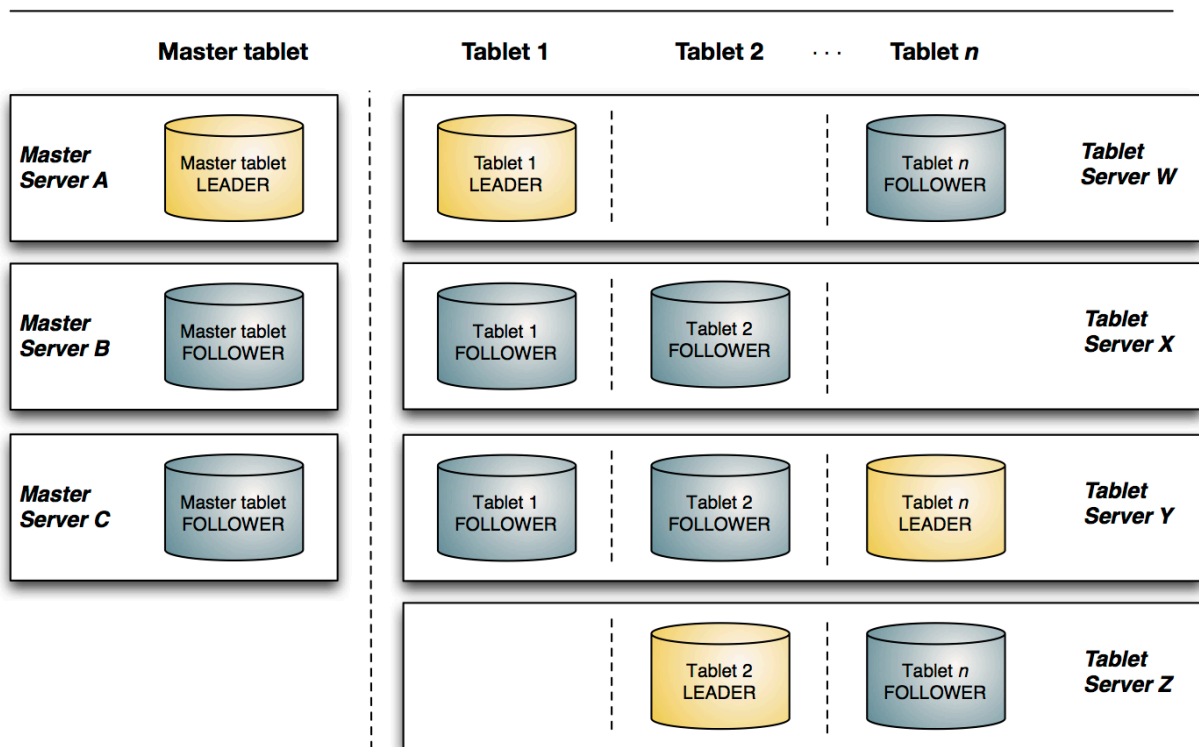 Master tablet
Tablet 1
Tablet 2
. . .
Tablet n
Master
Server A
Master tablet
LEADER
Tablet 1
LEADER
Tablet n
FOLLOWER
Tablet
Server W
Master
Server B
Master tablet
FOLLOWER
Tablet 1
FOLLOWER
Tablet 2
FOLLOWER
Tablet
Server X
Master
Server C
Master tablet
FOLLOWER
Tablet 1
FOLLOWER
Tablet 2
FOLLOWER
Tablet n
LEADER
Tablet
Server Y
Tablet 2
LEADER
Tablet n
FOLLOWER
Tablet
Server Z